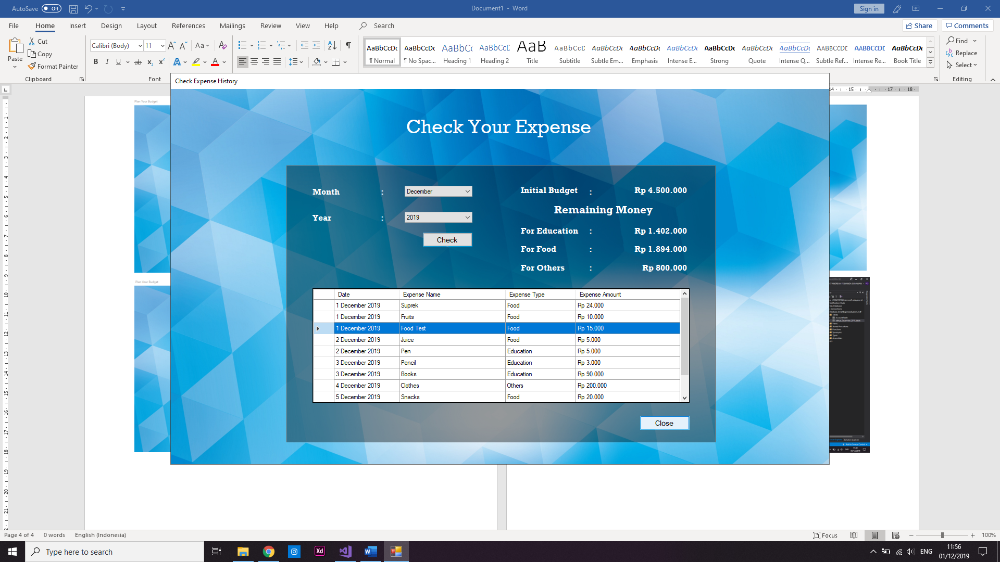 AutoSave Off
Document1 - Word
Sign in
File Home Insert Design Layout References Mailings Review View Help Search
Share Comments
Paste
Cut
Copy
Format Painter
Clipboard
Calibri (Body) 11
Font
AaBbCcDc ¶ Normal
AaBbCcDc ¶ No Spac...
AaBbCc Heading 1
AaBbCcD Heading 2
AaB Title
AaBbCcD Subtitle
AaBbCcDc Subtle Em...
AaBbCcDc Emphasis
AaBbCcDc Intense E...
AaBbCcDc Strong
AaBbCcDc Quote
AaBbCcDc Intense Q...
AABBCCDE Subtle Ref...
AABBCCDE Intense Re...
AaBbCcDc Book Title
Find
Replace
Select
Editing
Plan Your Budget
Plan Your Budget
Check Expense History
Check Your Expense
Month : December
Year : 2019
Check
Initial Budget : Rp 4.500.000
Remaining Money
For Education : Rp 1.402.000
For Food : Rp 1.894.000
For Others : Rp 800.000
Date Expense Name Expense Type Expense Amount
1 December 2019 Suprek Food Rp 24.000
1 December 2019 Fruits Food Rp 10.000
1 December 2019 Food Test Food Rp 15.000
2 December 2019 Juice Food Rp 5.000
2 December 2019 Pen Education Rp 5.000
3 December 2019 Pencil Education Rp 3.000
3 December 2019 Books Education Rp 90.000
4 December 2019 Clothes Others Rp 200.000
5 December 2019 Snacks Food Rp 20.000
Close
Page 4 of 4 0 words English (Indonesia)
Focus 100%
Type here to search
ENG
11:56
01/12/2019